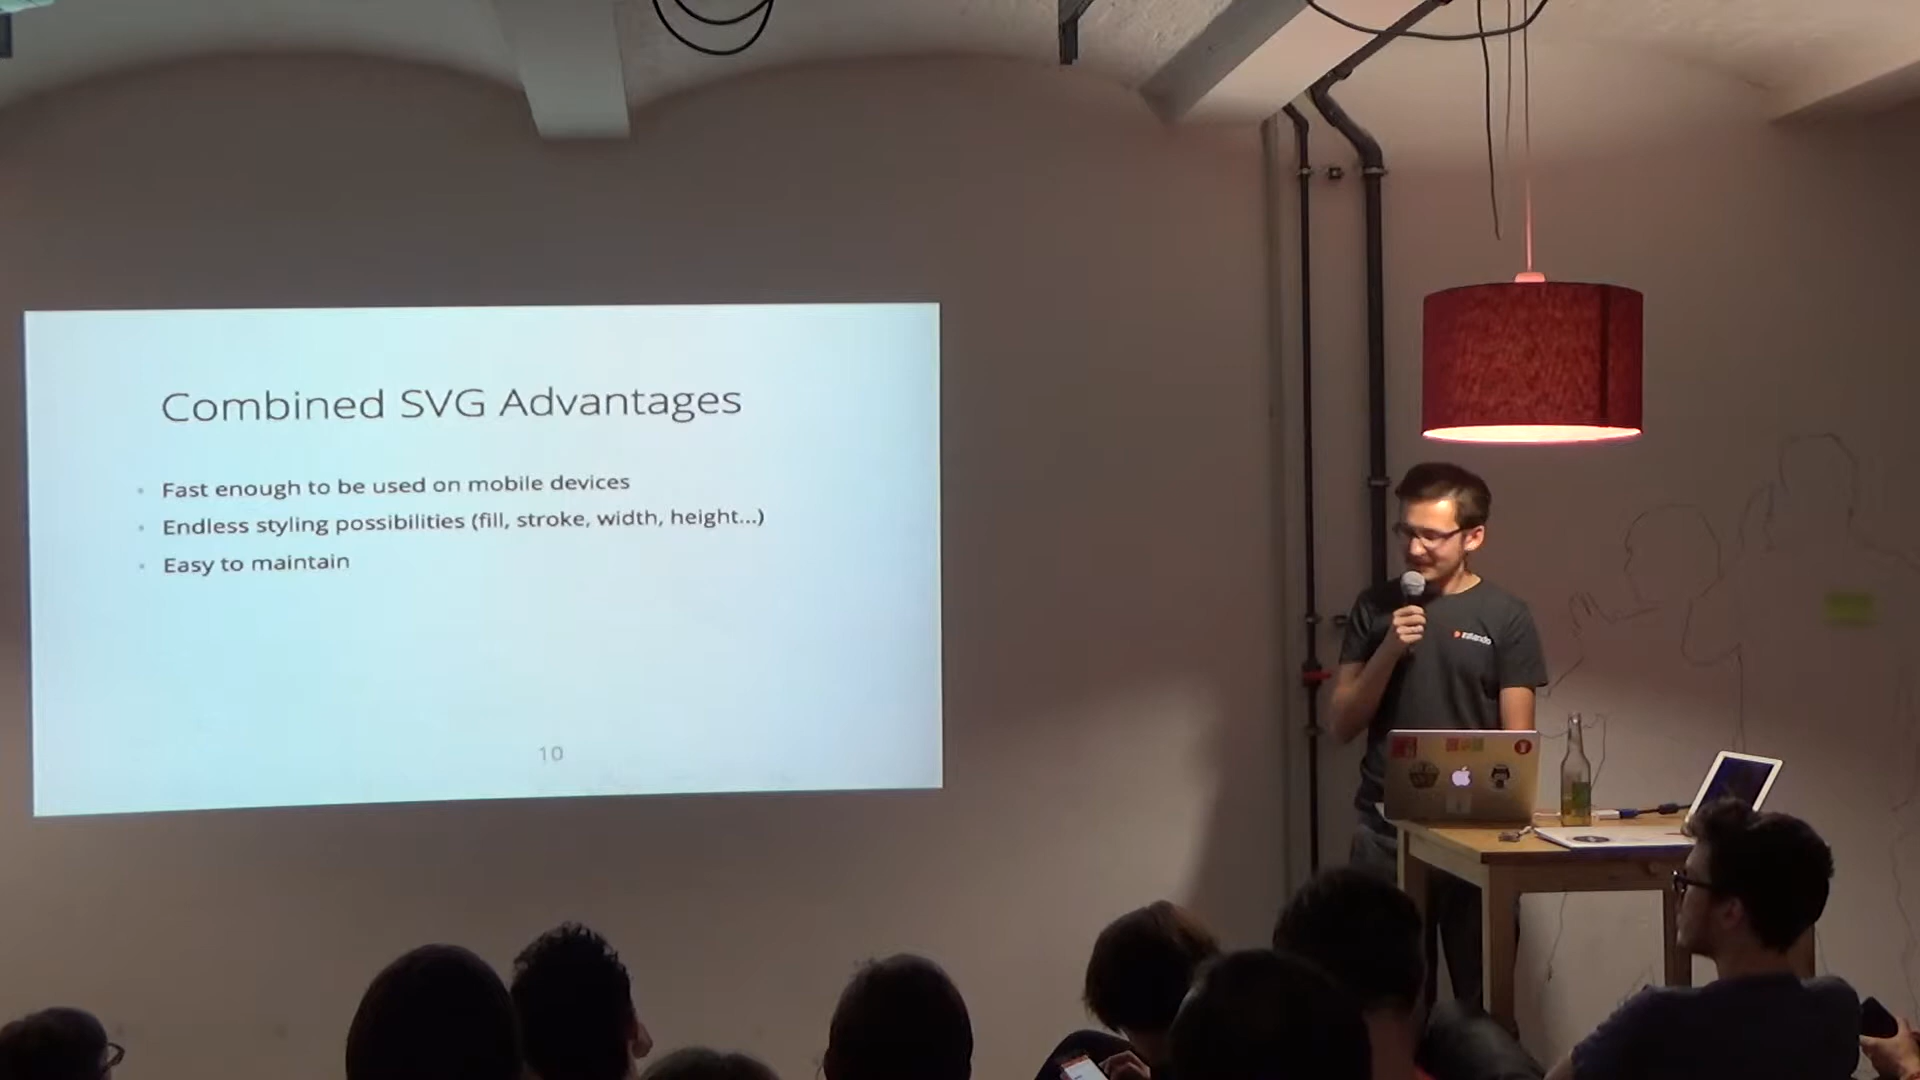 Combined SVG Advantages
• Fast enough to be used on mobile devices
• Endless styling possibilities (fill, stroke, width, height...)
• Easy to maintain
10
zalando